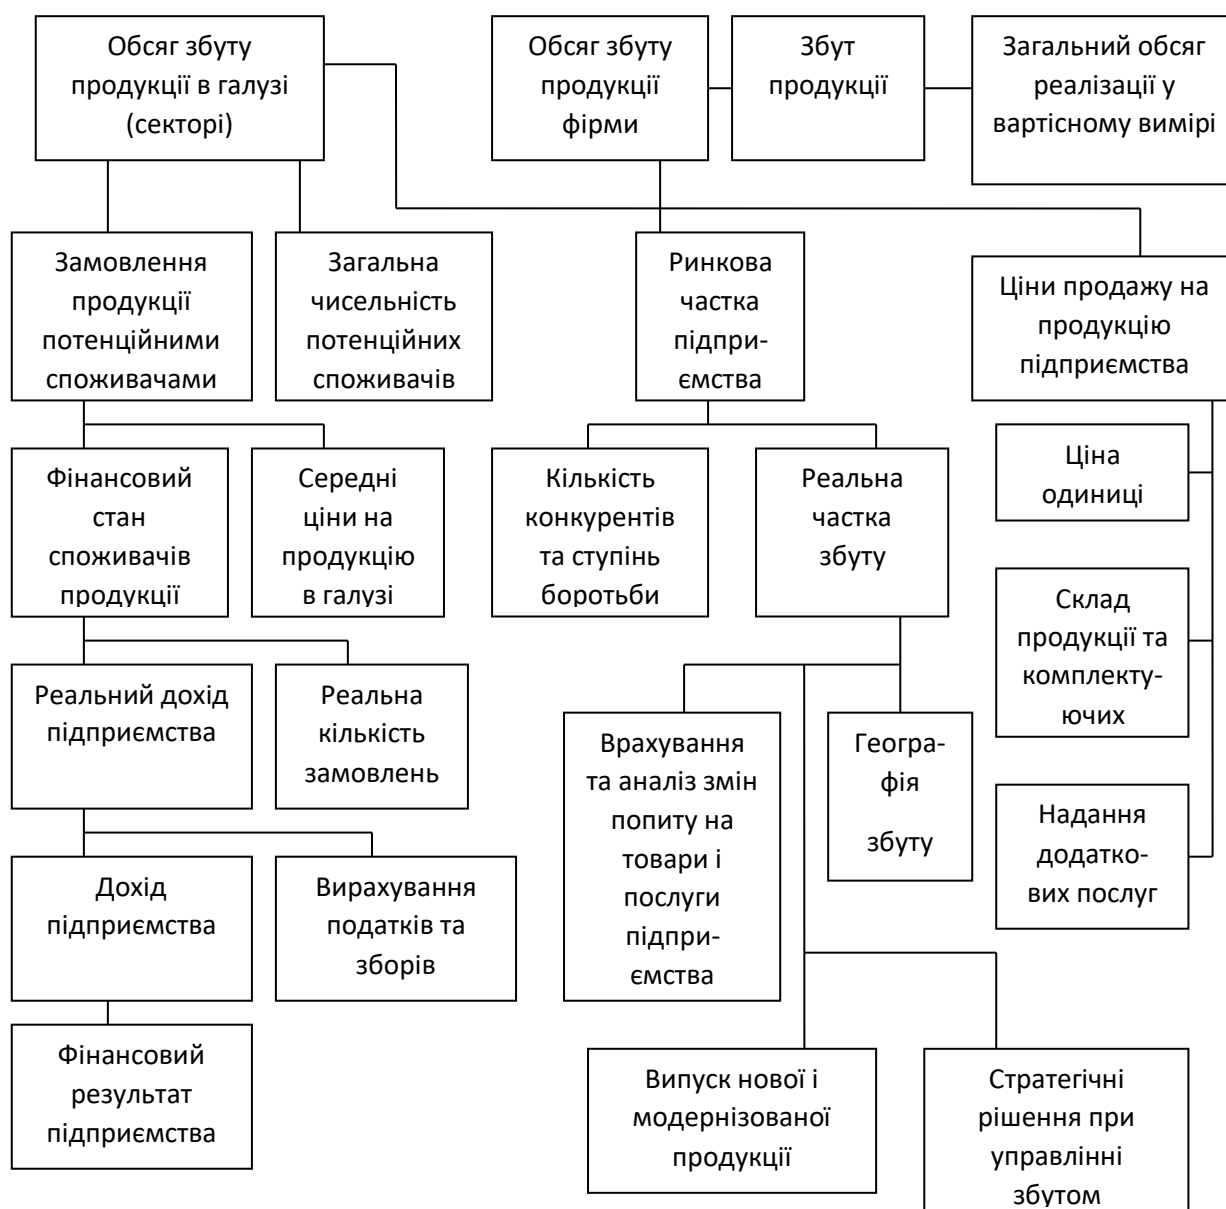 Обсяг збуту
продукції в галузі
(секторі)
Обсяг збуту
продукції
фірми
Збут
продукції
Загальний обсяг
реалізації у
вартісному вимірі
Замовлення
продукції
потенційними
споживачами
Загальна
чисельність
потенційних
споживачів
Ринкова
частка
підпри-
ємства
Ціни продажу на
продукцію
підприємства
Фінансовий
стан
споживачів
продукції
Середні
ціни на
продукцію
в галузі
Кількість
конкурентів
та ступінь
боротьби
Реальна
частка
збуту
Ціна
одиниці
Склад
продукції та
комплекту-
ючих
Реальний дохід
підприємства
Реальна
кількість
замовлень
Врахування
та аналіз змін
попиту на
товари і
послуги
підпри-
ємства
Геогра-
фія
збуту
Надання
додатко-
вих послуг
Дохід
підприємства
Вирахування
податків та
зборів
Фінансовий
результат
підприємства
Випуск нової і
модернізованої
продукції
Стратегічні
рішення при
управлінні
збутом